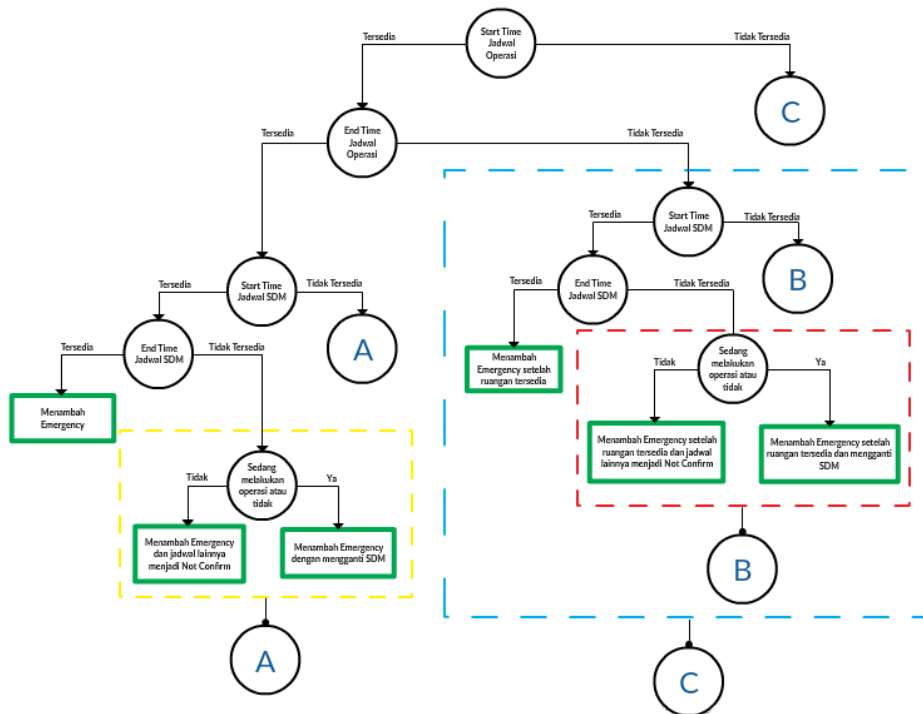 Start Time
Jadwal
Operasi
Tersedia
Tidak Tersedia
C
End Time
Jadwal
Operasi
Tersedia
Tidak Tersedia
Start Time
Jadwal SDM
Tersedia
Tidak Tersedia
B
End Time
Jadwal SDM
Tersedia
Tidak Tersedia
Start Time
Jadwal SDM
Tersedia
Tidak Tersedia
A
End Time
Jadwal SDM
Tersedia
Tidak Tersedia
Menambah
Emergency
Menambah
Emergency setelah
ruangan tersedia
Sedang
melakukan
operasi atau
tidak
Tidak
Ya
Menambah Emergency setelah
ruangan tersedia dan jadwal
lainnya menjadi Not Confirm
Menambah Emergency setelah
ruangan tersedia dan mengganti
SDM
Sedang
melakukan
operasi atau
tidak
Tidak
Ya
Menambah Emergency
dan jadwal lainnya
menjadi Not Confirm
Menambah Emergency
dengan mengganti SDM
B
A
C